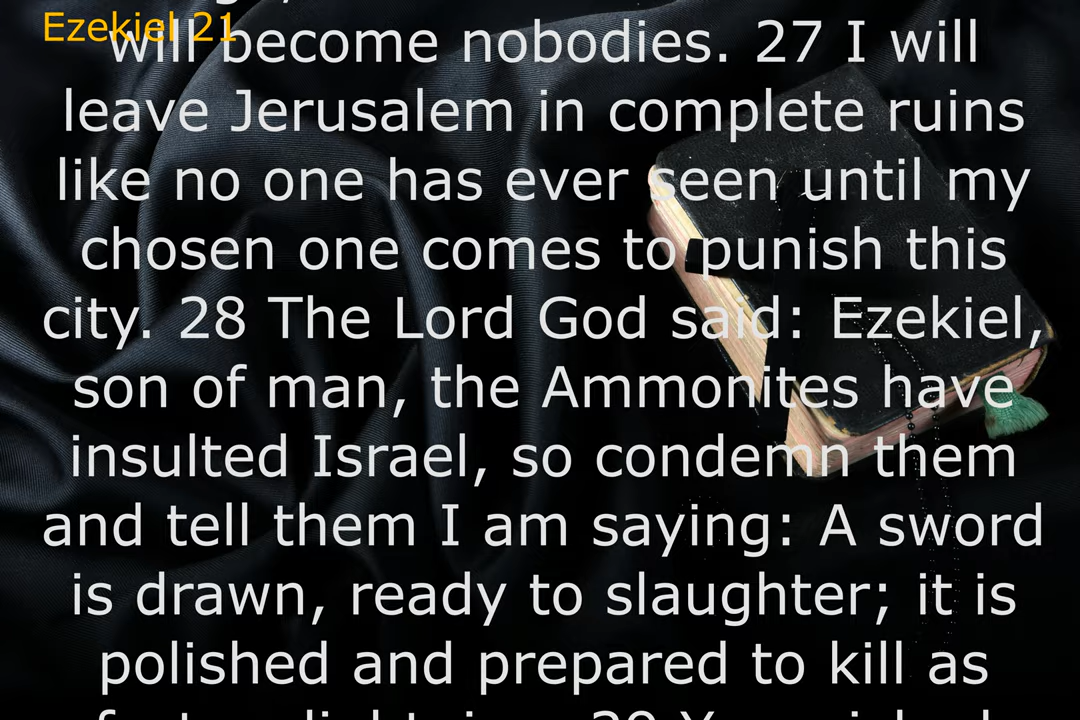 Ezekiel 21
will become nobodies. 27 I will
leave Jerusalem in complete ruins
like no one has ever seen until my
chosen one comes to punish this
city. 28 The Lord God said: Ezekiel,
son of man, the Ammonites have
insulted Israel, so condemn them
and tell them I am saying: A sword
is drawn, ready to slaughter; it is
polished and prepared to kill as